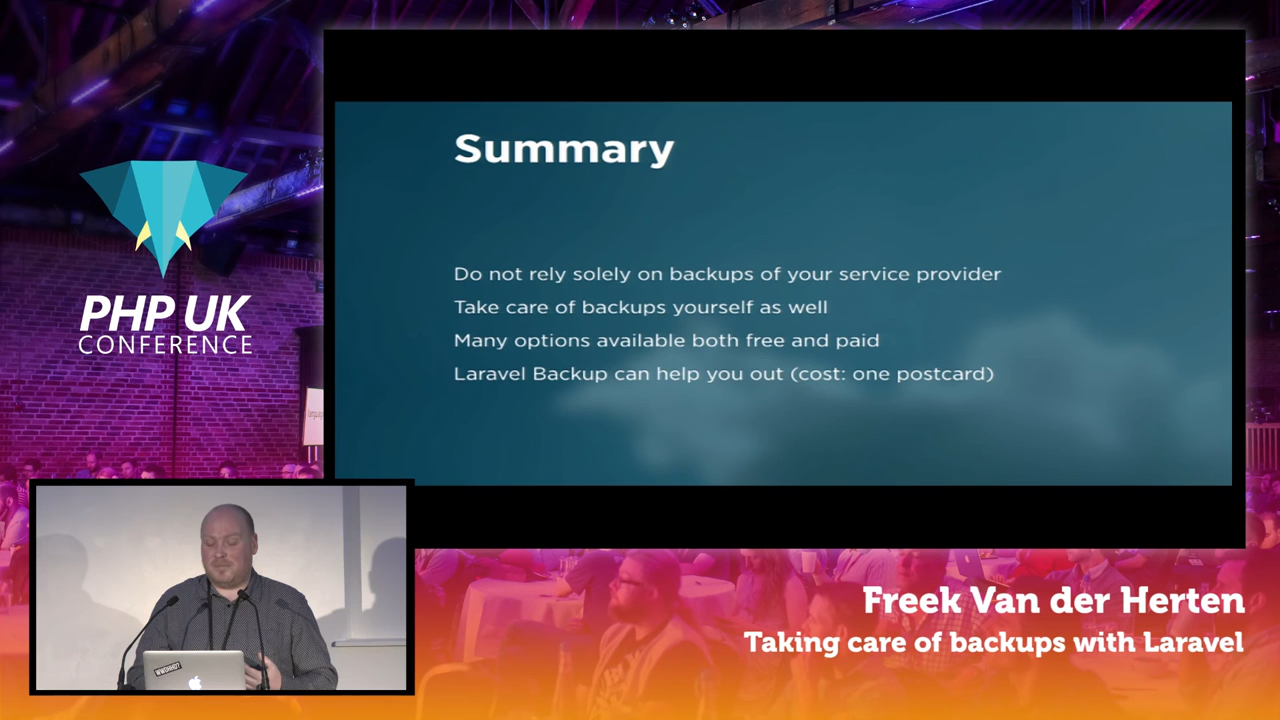 Summary
Do not rely solely on backups of your service provider
Take care of backups yourself as well
Many options available both free and paid
Laravel Backup can help you out (cost: one postcard)
PHP UK
CONFERENCE
Freek Van der Herten
Taking care of backups with Laravel